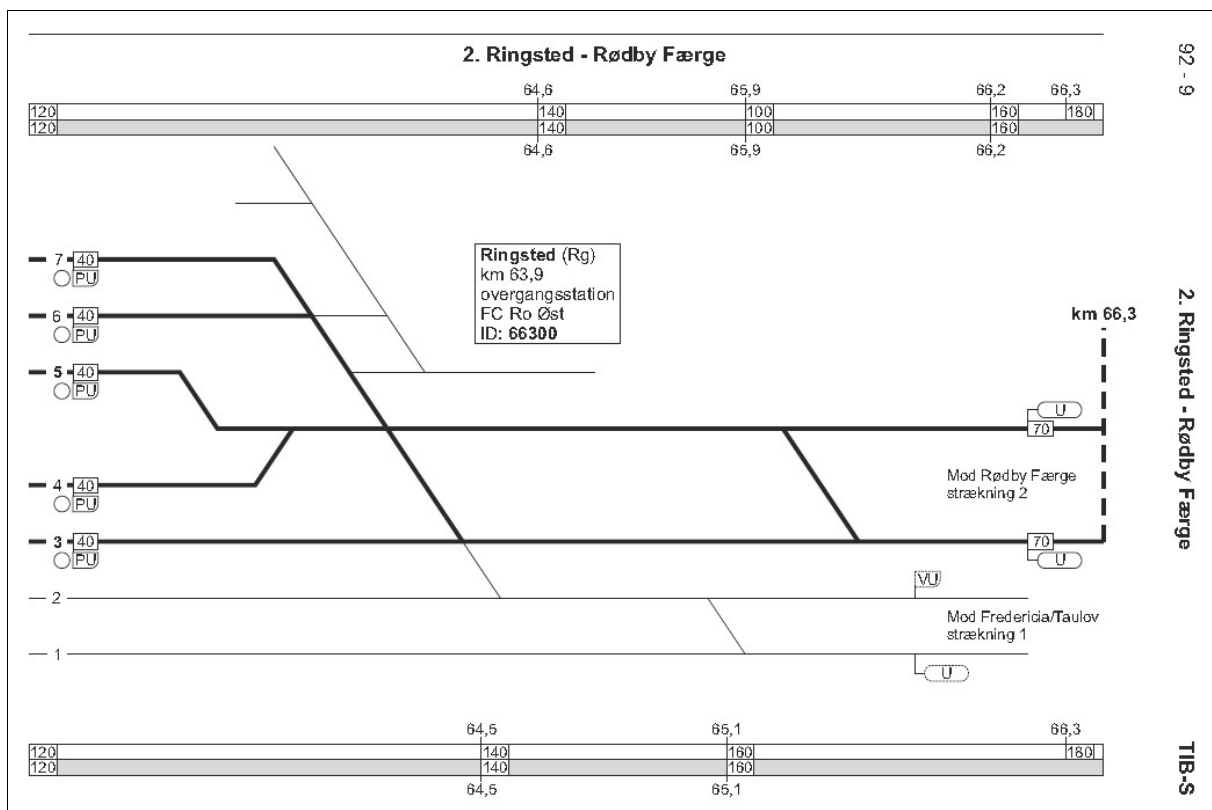 2. Ringsted - Rødby Færge
64,6 65,9 66,2 66,3
120 140 100 160 180
120 140 100 160
64,6 65,9 66,2
7 40
PU
6 40
PU
5 40
PU
4 40
PU
3 40
PU
2
1
Ringsted (Rg)
km 63,9
overgangsstation
FC Ro Øst
ID: 66300
km 66,3
U
70
Mod Rødby Færge
strækning 2
70
U
VU
Mod Fredericia/Taulov
strækning 1
U
64,5 65,1 66,3
120 140 160 180
120 140 160
64,5 65,1
92 - 9
2. Ringsted - Rødby Færge
TIB-S